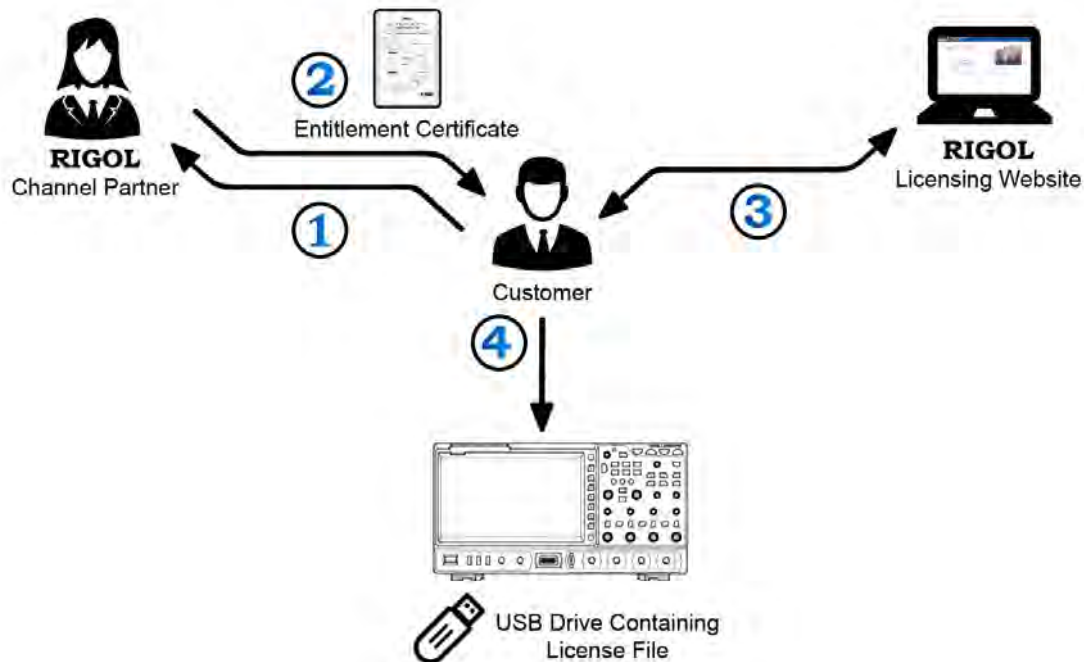 2
Entitlement Certificate
RIGOL
Channel Partner
1
RIGOL
Licensing Website
3
Customer
4
USB Drive Containing
License File